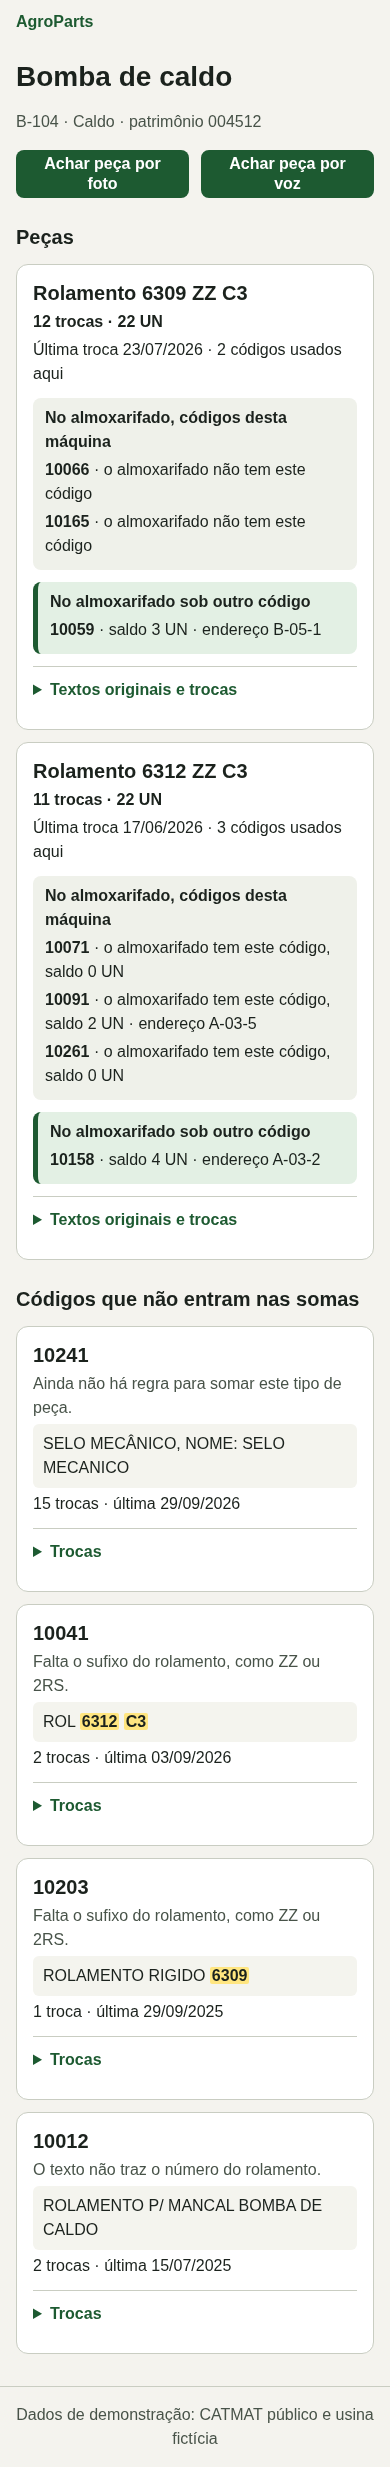 AgroParts
Bomba de caldo
B-104 · Caldo · patrimônio 004512
Achar peça por
foto
Achar peça por
voz
Peças
Rolamento 6309 ZZ C3
12 trocas · 22 UN
Última troca 23/07/2026 · 2 códigos usados
aqui
No almoxarifado, códigos desta
máquina
10066 · o almoxarifado não tem este
código
10165 · o almoxarifado não tem este
código
No almoxarifado sob outro código
10059 · saldo 3 UN · endereço B-05-1
Textos originais e trocas
Rolamento 6312 ZZ C3
11 trocas · 22 UN
Última troca 17/06/2026 · 3 códigos usados
aqui
No almoxarifado, códigos desta
máquina
10071 · o almoxarifado tem este código,
saldo 0 UN
10091 · o almoxarifado tem este código,
saldo 2 UN · endereço A-03-5
10261 · o almoxarifado tem este código,
saldo 0 UN
No almoxarifado sob outro código
10158 · saldo 4 UN · endereço A-03-2
Textos originais e trocas
Códigos que não entram nas somas
10241
Ainda não há regra para somar este tipo de
peça.
SELO MECÂNICO, NOME: SELO
MECANICO
15 trocas · última 29/09/2026
Trocas
10041
Falta o sufixo do rolamento, como ZZ ou
2RS.
ROL 6312 C3
2 trocas · última 03/09/2026
Trocas
10203
Falta o sufixo do rolamento, como ZZ ou
2RS.
ROLAMENTO RIGIDO 6309
1 troca · última 29/09/2025
Trocas
10012
O texto não traz o número do rolamento.
ROLAMENTO P/ MANCAL BOMBA DE
CALDO
2 trocas · última 15/07/2025
Trocas
Dados de demonstração: CATMAT público e usina
fictícia